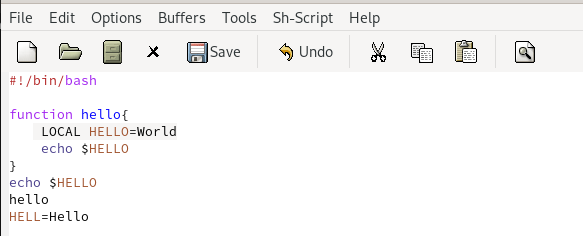 File Edit Options Buffers Tools Sh-Script Help
Save Undo
#!/bin/bash
function hello{
LOCAL HELLO=World
echo $HELLO
}
echo $HELLO
hello
HELL=Hello